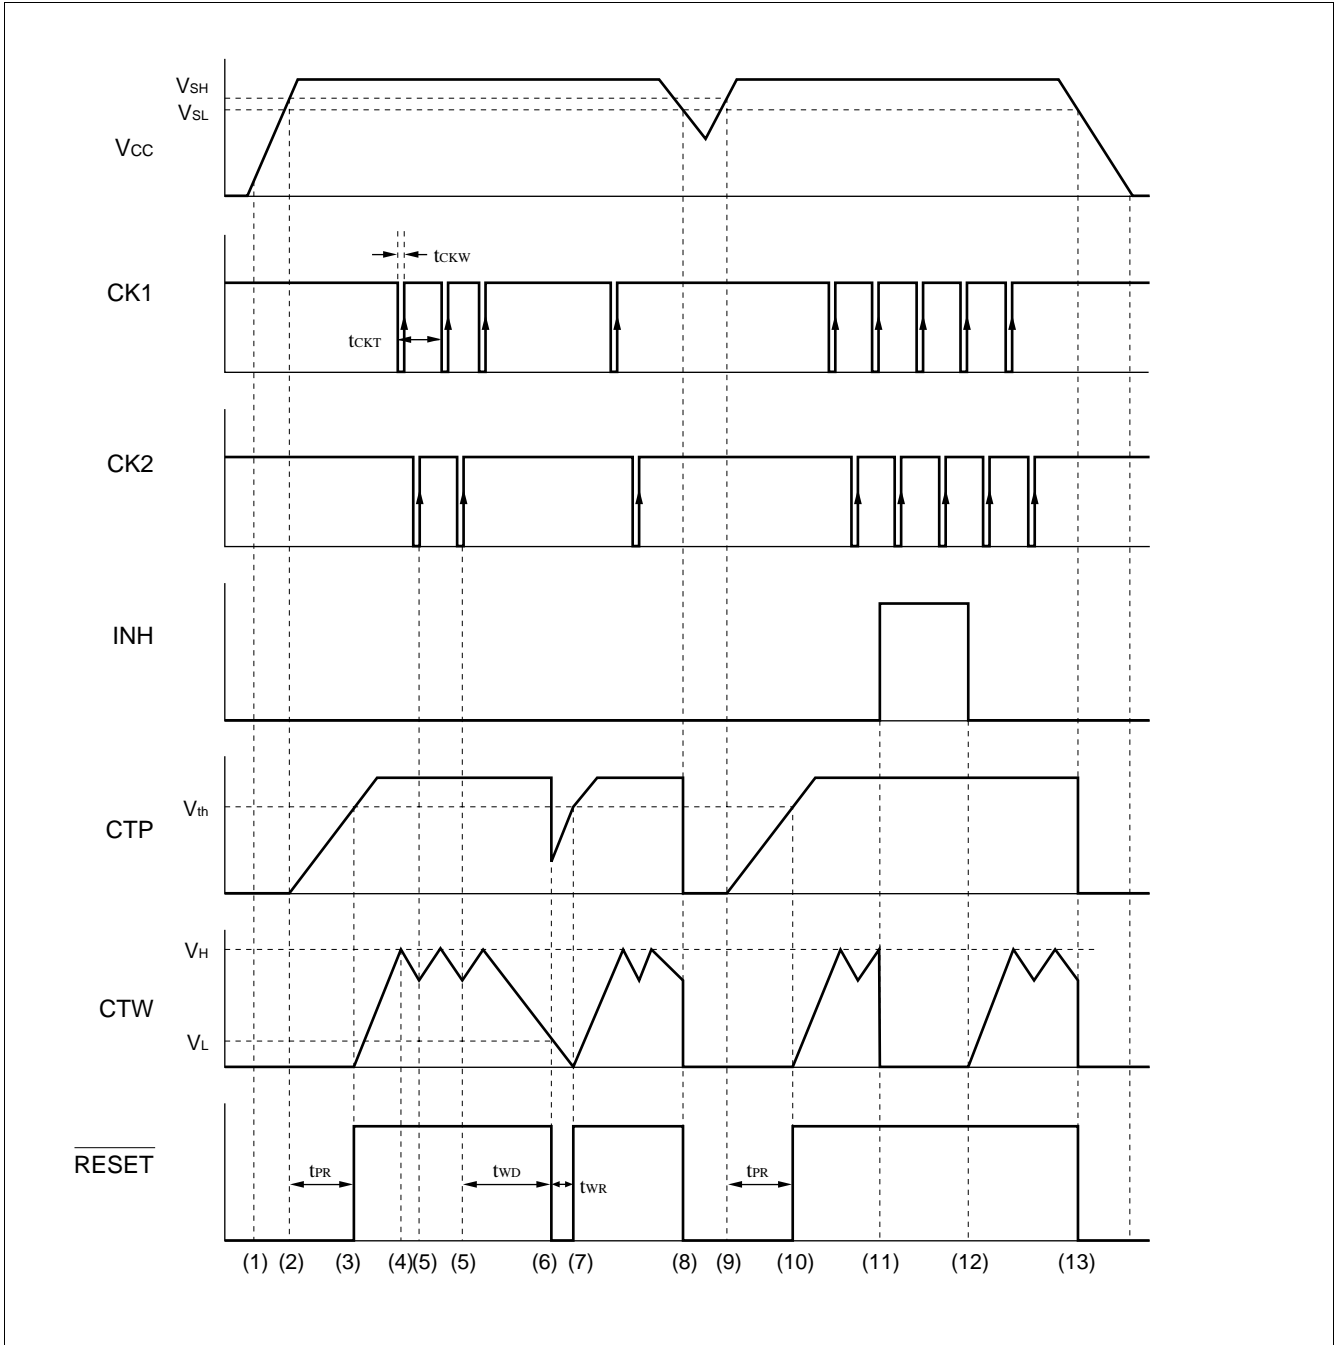 VSH
VSL
VCC
tCKW
CK1
tCKT
CK2
INH
Vth
CTP
VH
CTW
VL
RESET
tPR
tWD
tWR
tPR
(1) (2) (3) (4)(5) (5) (6) (7) (8) (9) (10) (11) (12) (13)